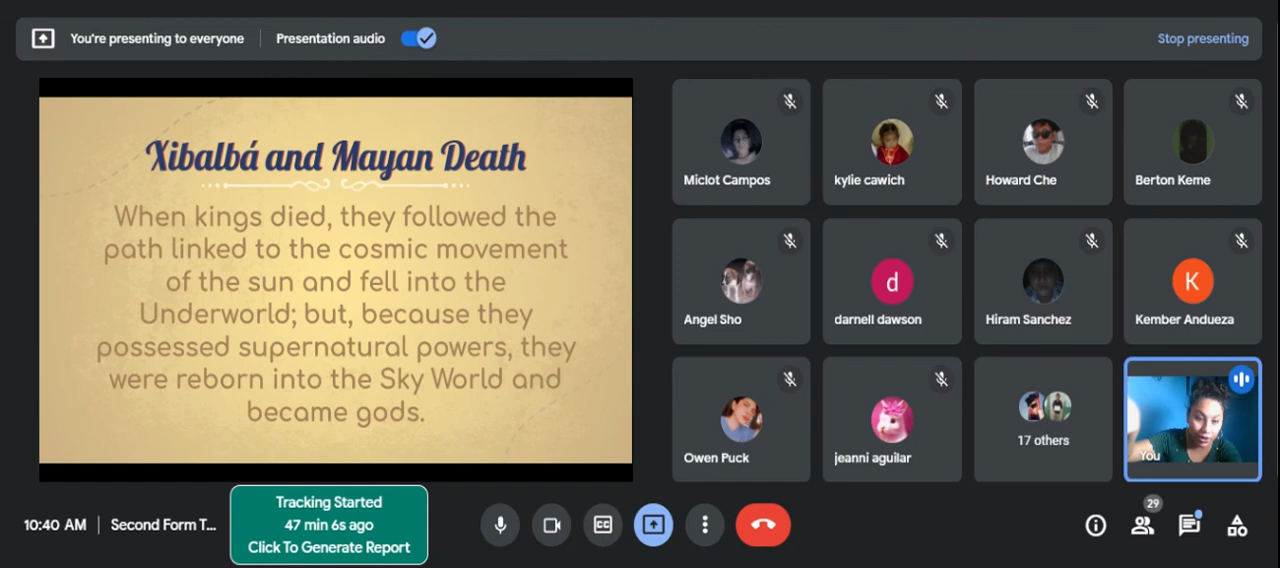 You're presenting to everyone
Presentation audio
Stop presenting
Xibalbá and Mayan Death
When kings died, they followed the
path linked to the cosmic movement
of the sun and fell into the
Underworld; but, because they
possessed supernatural powers, they
were reborn into the Sky World and
became gods.
Miclot Campos
kylie cawich
Howard Che
Berton Keme
Angel Sho
d
darnell dawson
Hiram Sanchez
K
Kember Andueza
Owen Puck
jeanni aguilar
17 others
You
10:40 AM
Second Form T...
Tracking Started
47 min 6s ago
Click To Generate Report
CC
29